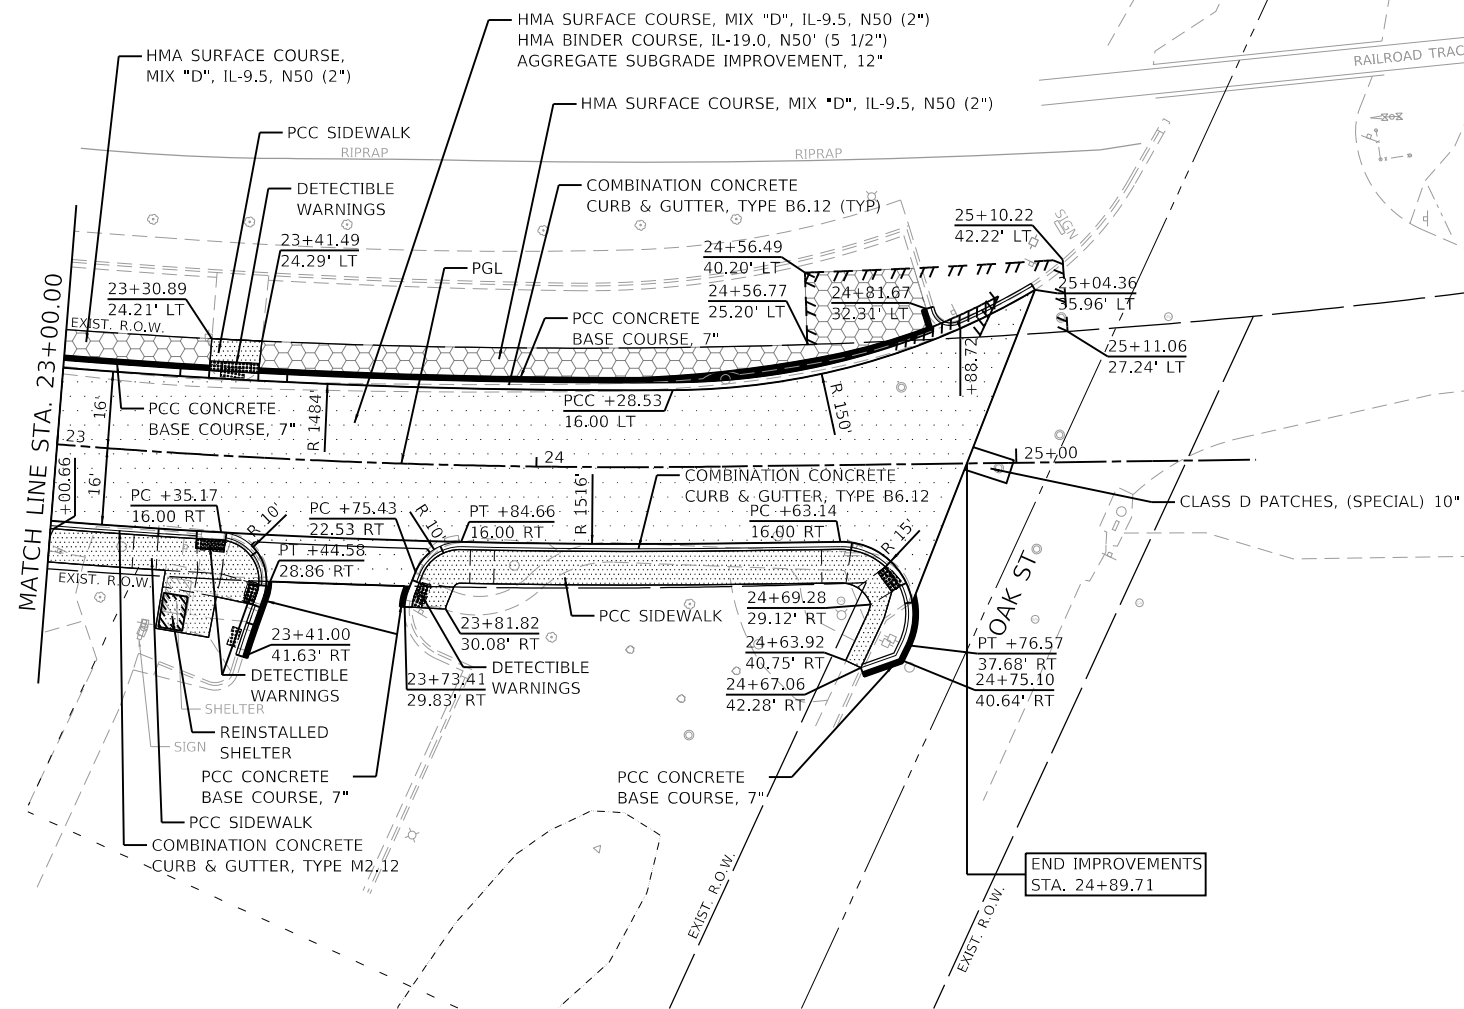 HMA SURFACE COURSE, MIX "D", IL-9.5, N50 (2")
HMA BINDER COURSE, IL-19.0, N50' (5 1/2")
AGGREGATE SUBGRADE IMPROVEMENT, 12"
HMA SURFACE COURSE,
MIX "D", IL-9.5, N50 (2")
RAILROAD TRAC
HMA SURFACE COURSE, MIX "D", IL-9.5, N50 (2")
PCC SIDEWALK
RIPRAP
RIPRAP
DETECTIBLE
WARNINGS
COMBINATION CONCRETE
CURB & GUTTER, TYPE B6.12 (TYP)
25+10.22
42.22' LT
SIGN
23+41.49
24.29' LT
24+56.49
40.20' LT
PGL
23+30.89
24.21' LT
24+56.77
25.20' LT
24+81.67
32.31' LT
25+04.36
35.96' LT
EXIST. R.O.W.
PCC CONCRETE
BASE COURSE, 7"
25+11.06
27.24' LT
+88.72
MATCH LINE STA. 23+00.00
16'
PCC CONCRETE
BASE COURSE, 7"
R 1484'
PCC +28.53
16.00 LT
R 150'
23
24
25+00
+00.66
16'
COMBINATION CONCRETE
CURB & GUTTER, TYPE B6.12
CLASS D PATCHES, (SPECIAL) 10"
PC +35.17
16.00 RT
R 10'
PC +75.43
22.53 RT
R 10'
PT +84.66
16.00 RT
R 1516'
PC +63.14
16.00 RT
R 15'
PT +44.58
28.86 RT
EXIST. R.O.W.
P
P
OAK ST
24+69.28
29.12' RT
PCC SIDEWALK
23+81.82
30.08' RT
23+41.00
41.63' RT
24+63.92
40.75' RT
PT +76.57
37.68' RT
DETECTIBLE
WARNINGS
DETECTIBLE
WARNINGS
23+73.41
29.83' RT
24+67.06
42.28' RT
24+75.10
40.64' RT
SHELTER
REINSTALLED
SHELTER
SIGN
PCC CONCRETE
BASE COURSE, 7"
PCC CONCRETE
BASE COURSE, 7"
PCC SIDEWALK
COMBINATION CONCRETE
CURB & GUTTER, TYPE M2.12
END IMPROVEMENTS
STA. 24+89.71
EXIST. R.O.W.
EXIST. R.O.W.